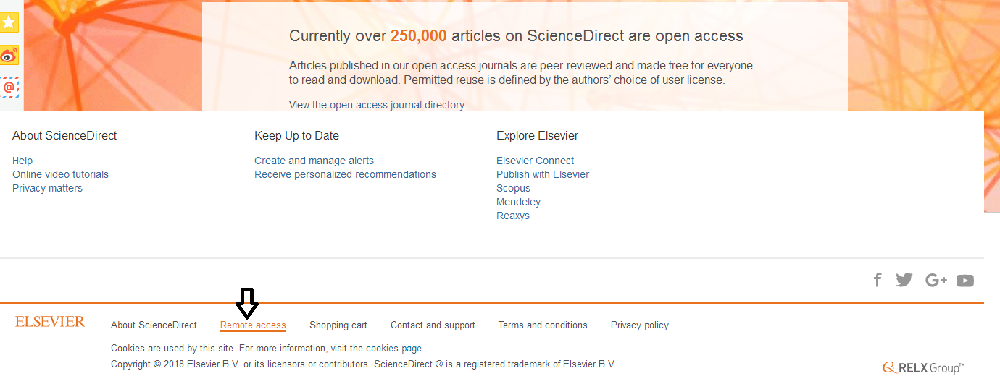 Currently over 250,000 articles on ScienceDirect are open access
Articles published in our open access journals are peer-reviewed and made free for everyone
to read and download. Permitted reuse is defined by the authors’ choice of user license.
View the open access journal directory
About ScienceDirect
Help
Online video tutorials
Privacy matters
Keep Up to Date
Create and manage alerts
Receive personalized recommendations
Explore Elsevier
Elsevier Connect
Publish with Elsevier
Scopus
Mendeley
Reaxys
ELSEVIER
About ScienceDirect Remote access Shopping cart Contact and support Terms and conditions Privacy policy
Cookies are used by this site. For more information, visit the cookies page.
Copyright © 2018 Elsevier B.V. or its licensors or contributors. ScienceDirect ® is a registered trademark of Elsevier B.V.
RELX Group™